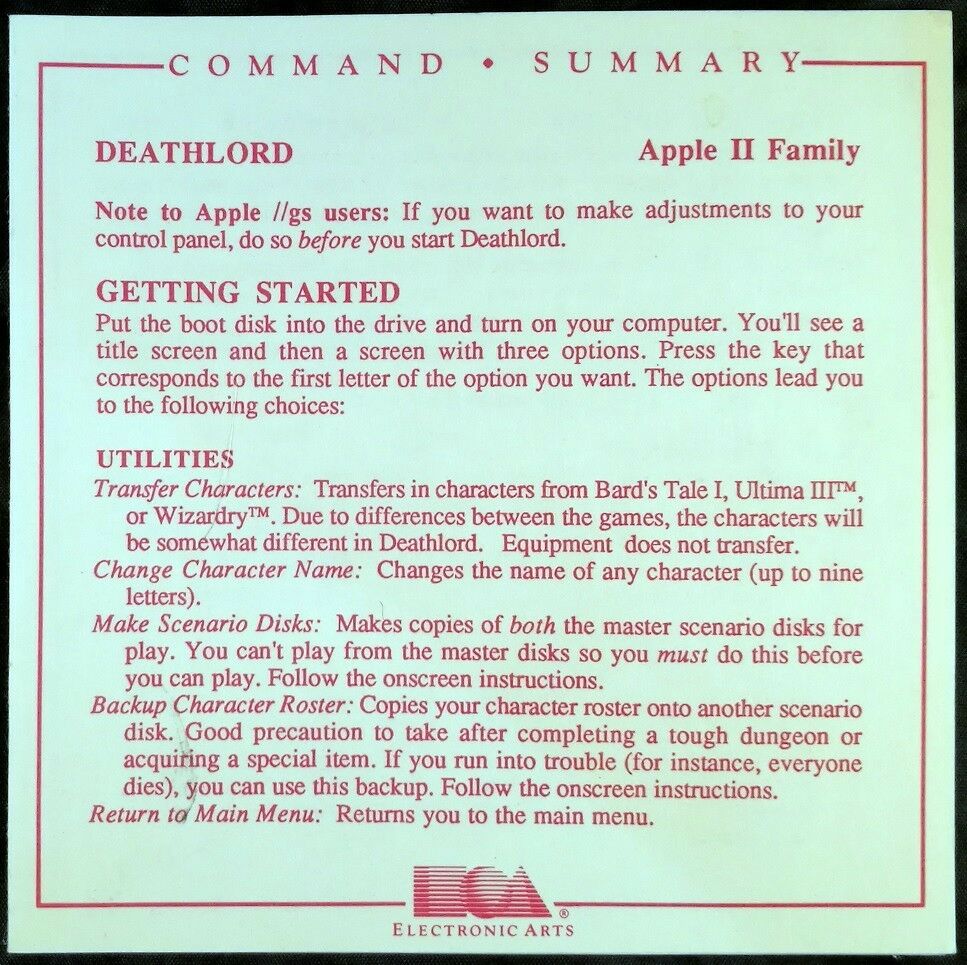 COMMAND • SUMMARY
DEATHLORD Apple II Family
Note to Apple //gs users: If you want to make adjustments to your
control panel, do so before you start Deathlord.
GETTING STARTED
Put the boot disk into the drive and turn on your computer. You'll see a
title screen and then a screen with three options. Press the key that
corresponds to the first letter of the option you want. The options lead you
to the following choices:
UTILITIES
Transfer Characters: Transfers in characters from Bard's Tale I, Ultima III™,
or Wizardry™. Due to differences between the games, the characters will
be somewhat different in Deathlord. Equipment does not transfer.
Change Character Name: Changes the name of any character (up to nine
letters).
Make Scenario Disks: Makes copies of both the master scenario disks for
play. You can't play from the master disks so you must do this before
you can play. Follow the onscreen instructions.
Backup Character Roster: Copies your character roster onto another scenario
disk. Good precaution to take after completing a tough dungeon or
acquiring a special item. If you run into trouble (for instance, everyone
dies), you can use this backup. Follow the onscreen instructions.
Return to Main Menu: Returns you to the main menu.
EOA®
ELECTRONIC ARTS